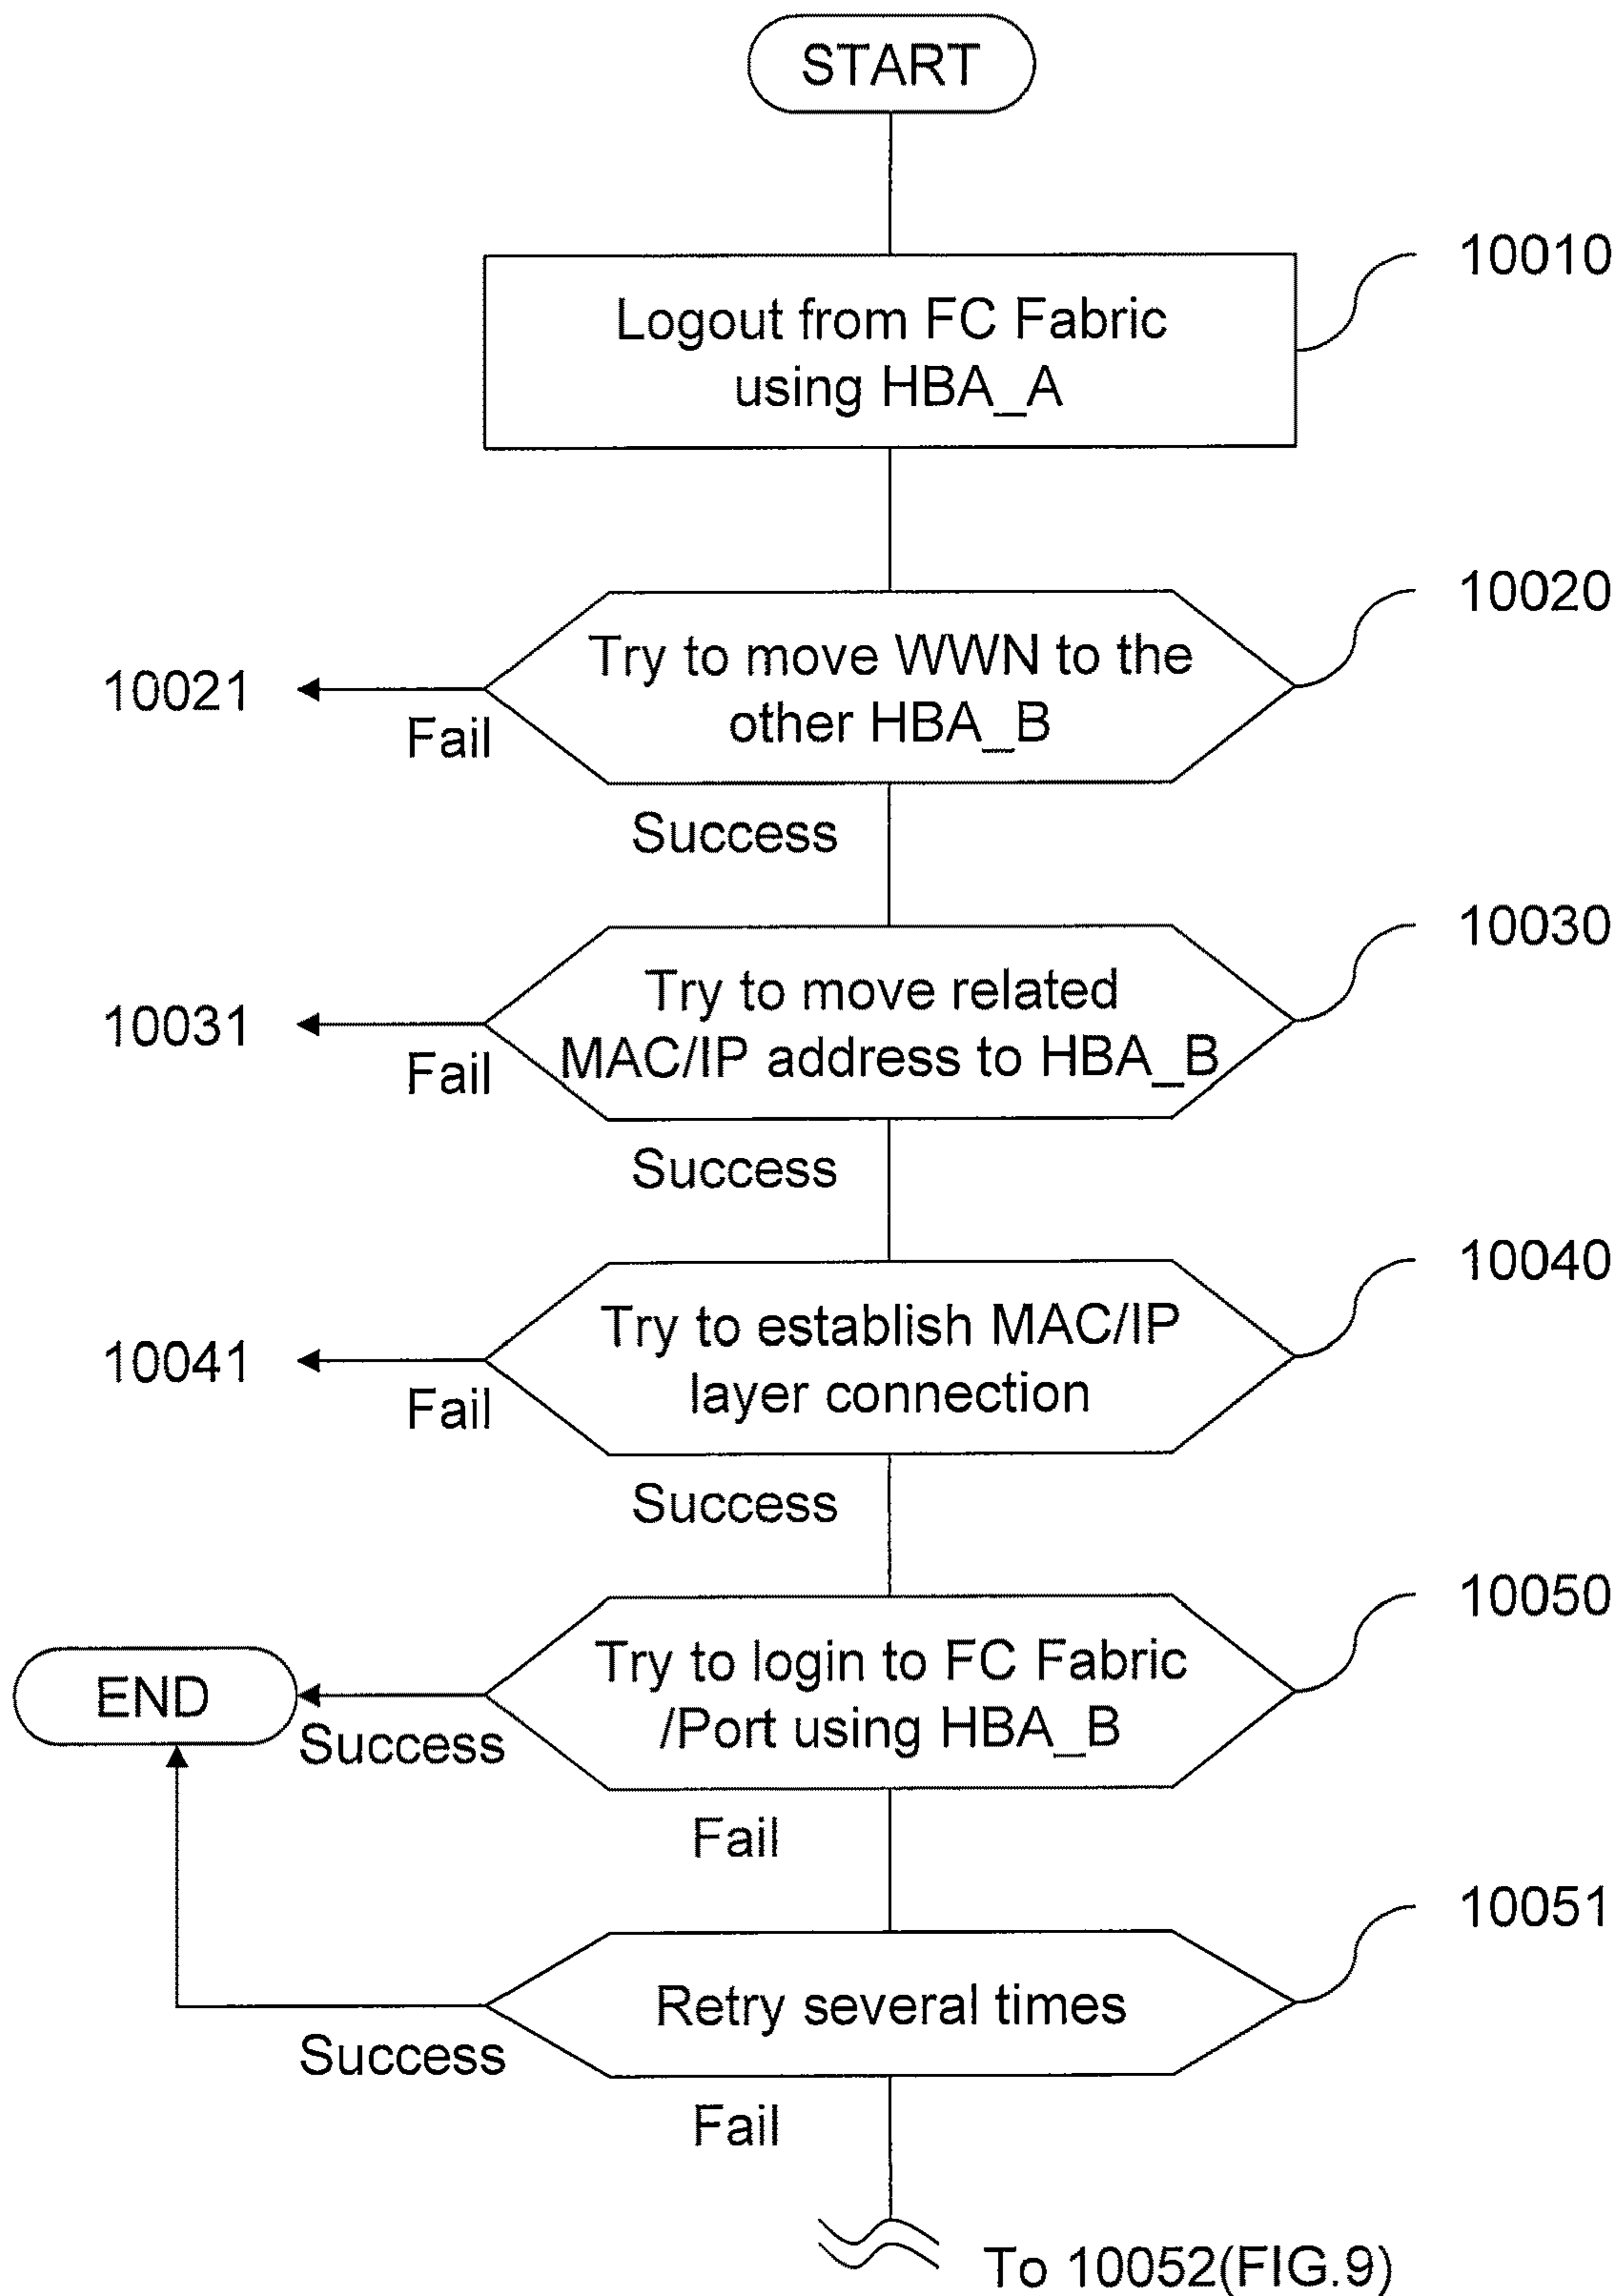 START
10010
Logout from FC Fabric
using HBA_A
10020
Try to move WWN to the
other HBA_B
10021
Fail
Success
10030
Try to move related
MAC/IP address to HBA_B
10031
Fail
Success
10040
Try to establish MAC/IP
layer connection
10041
Fail
Success
10050
Try to login to FC Fabric
/Port using HBA_B
END
Success
Fail
10051
Retry several times
Success
Fail
To 10052(FIG.9)